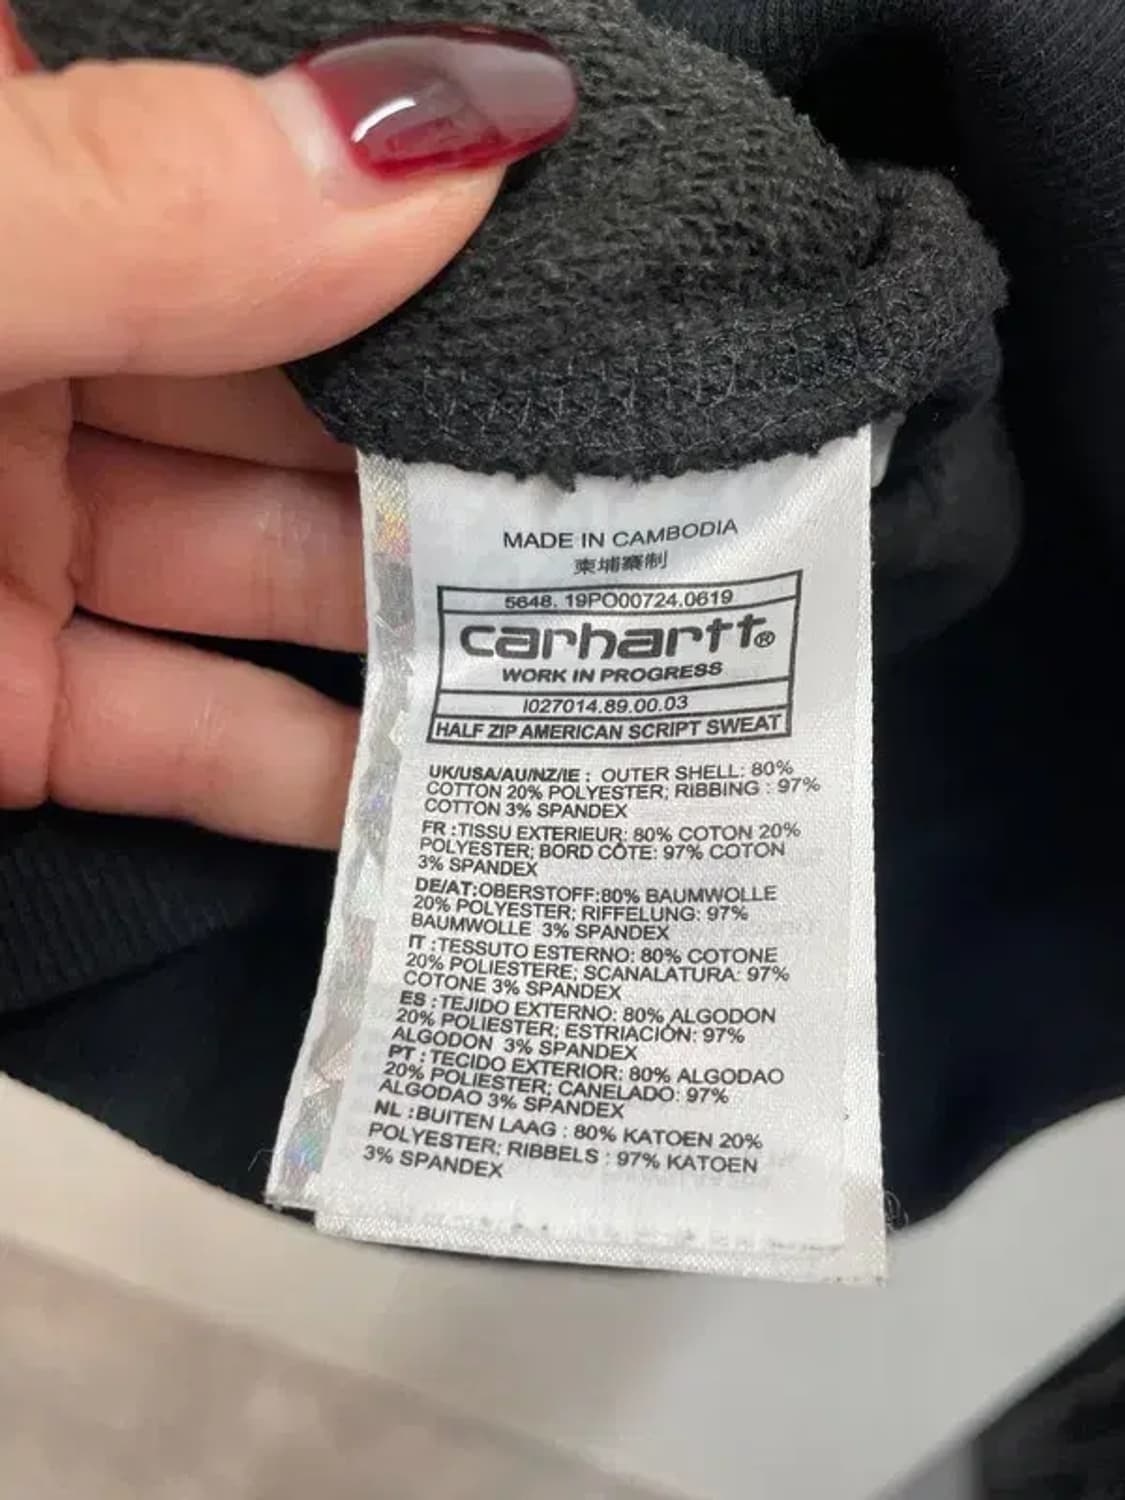 MADE IN CAMBODIA
柬埔寨制
5648. 19PO00724.0619
carhartt®
WORK IN PROGRESS
I027014.89.00.03
HALF ZIP AMERICAN SCRIPT SWEAT
UK/USA/AU/NZ/IE : OUTER SHELL: 80%
COTTON 20% POLYESTER; RIBBING : 97%
COTTON 3% SPANDEX
FR :TISSU EXTERIEUR: 80% COTON 20%
POLYESTER; BORD CÔTE: 97% COTON
3% SPANDEX
DE/AT:OBERSTOFF:80% BAUMWOLLE
20% POLYESTER; RIFFELUNG: 97%
BAUMWOLLE 3% SPANDEX
IT :TESSUTO ESTERNO: 80% COTONE
20% POLIESTERE; SCANALATURA: 97%
COTONE 3% SPANDEX
ES :TEJIDO EXTERNO: 80% ALGODON
20% POLIESTER; ESTRIACIÓN: 97%
ALGODON 3% SPANDEX
PT : TECIDO EXTERIOR: 80% ALGODAO
20% POLIESTER; CANELADO: 97%
ALGODAO 3% SPANDEX
NL :BUITEN LAAG : 80% KATOEN 20%
POLYESTER; RIBBELS : 97% KATOEN
3% SPANDEX